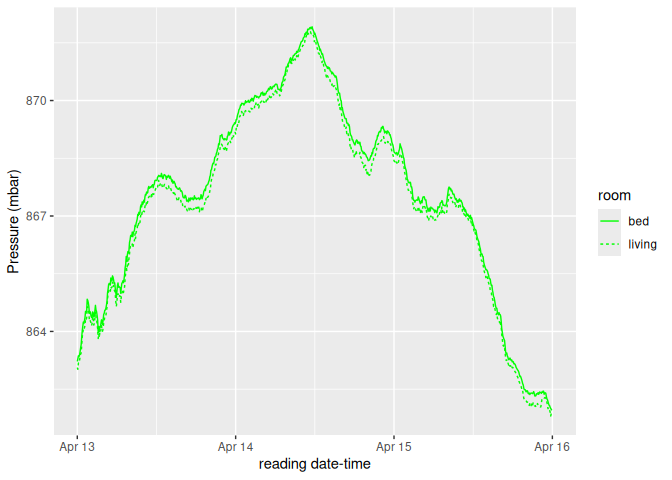 870
867
864
Pressure (mbar)
Apr 13
Apr 14
Apr 15
Apr 16
reading date-time
room
bed
living